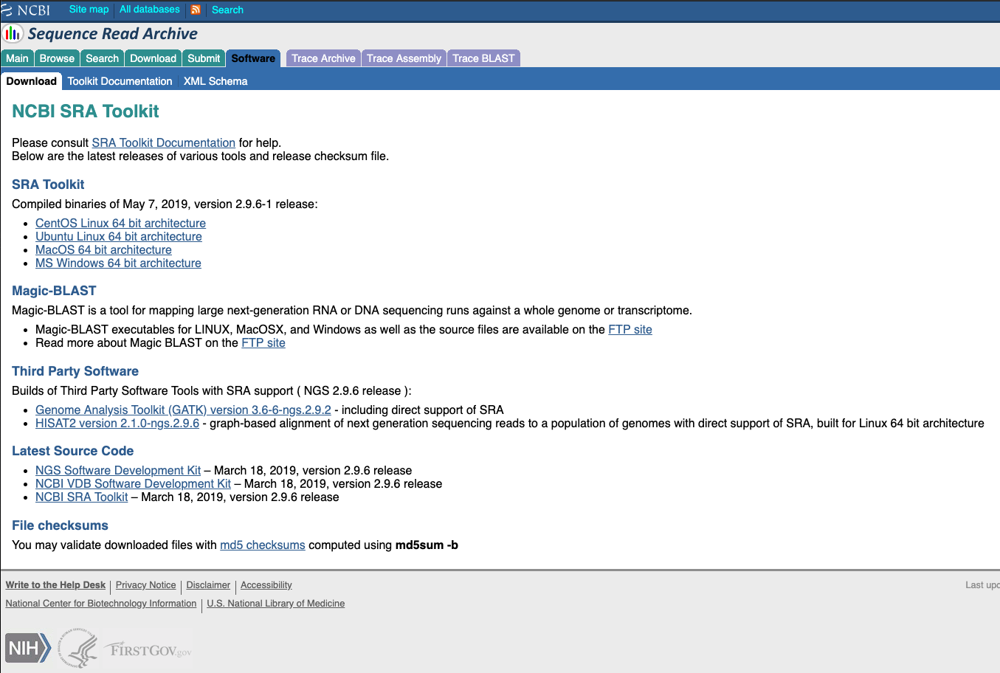 NCBI
Site map
All databases
Search
Sequence Read Archive
Main
Browse
Search
Download
Submit
Software
Trace Archive
Trace Assembly
Trace BLAST
Download
Toolkit Documentation
XML Schema
NCBI SRA Toolkit
Please consult SRA Toolkit Documentation for help.
Below are the latest releases of various tools and release checksum file.
SRA Toolkit
Compiled binaries of May 7, 2019, version 2.9.6-1 release:
• CentOS Linux 64 bit architecture
• Ubuntu Linux 64 bit architecture
• MacOS 64 bit architecture
• MS Windows 64 bit architecture
Magic-BLAST
Magic-BLAST is a tool for mapping large next-generation RNA or DNA sequencing runs against a whole genome or transcriptome.
• Magic-BLAST executables for LINUX, MacOSX, and Windows as well as the source files are available on the FTP site
• Read more about Magic BLAST on the FTP site
Third Party Software
Builds of Third Party Software Tools with SRA support ( NGS 2.9.6 release ):
• Genome Analysis Toolkit (GATK) version 3.6-6-ngs.2.9.2 - including direct support of SRA
• HISAT2 version 2.1.0-ngs.2.9.6 - graph-based alignment of next generation sequencing reads to a population of genomes with direct support of SRA, built for Linux 64 bit architecture
Latest Source Code
• NGS Software Development Kit – March 18, 2019, version 2.9.6 release
• NCBI VDB Software Development Kit – March 18, 2019, version 2.9.6 release
• NCBI SRA Toolkit – March 18, 2019, version 2.9.6 release
File checksums
You may validate downloaded files with md5 checksums computed using md5sum -b
Write to the Help Desk
Privacy Notice
Disclaimer
Accessibility
Last
National Center for Biotechnology Information
U.S. National Library of Medicine
NIH
FIRSTGOV.gov